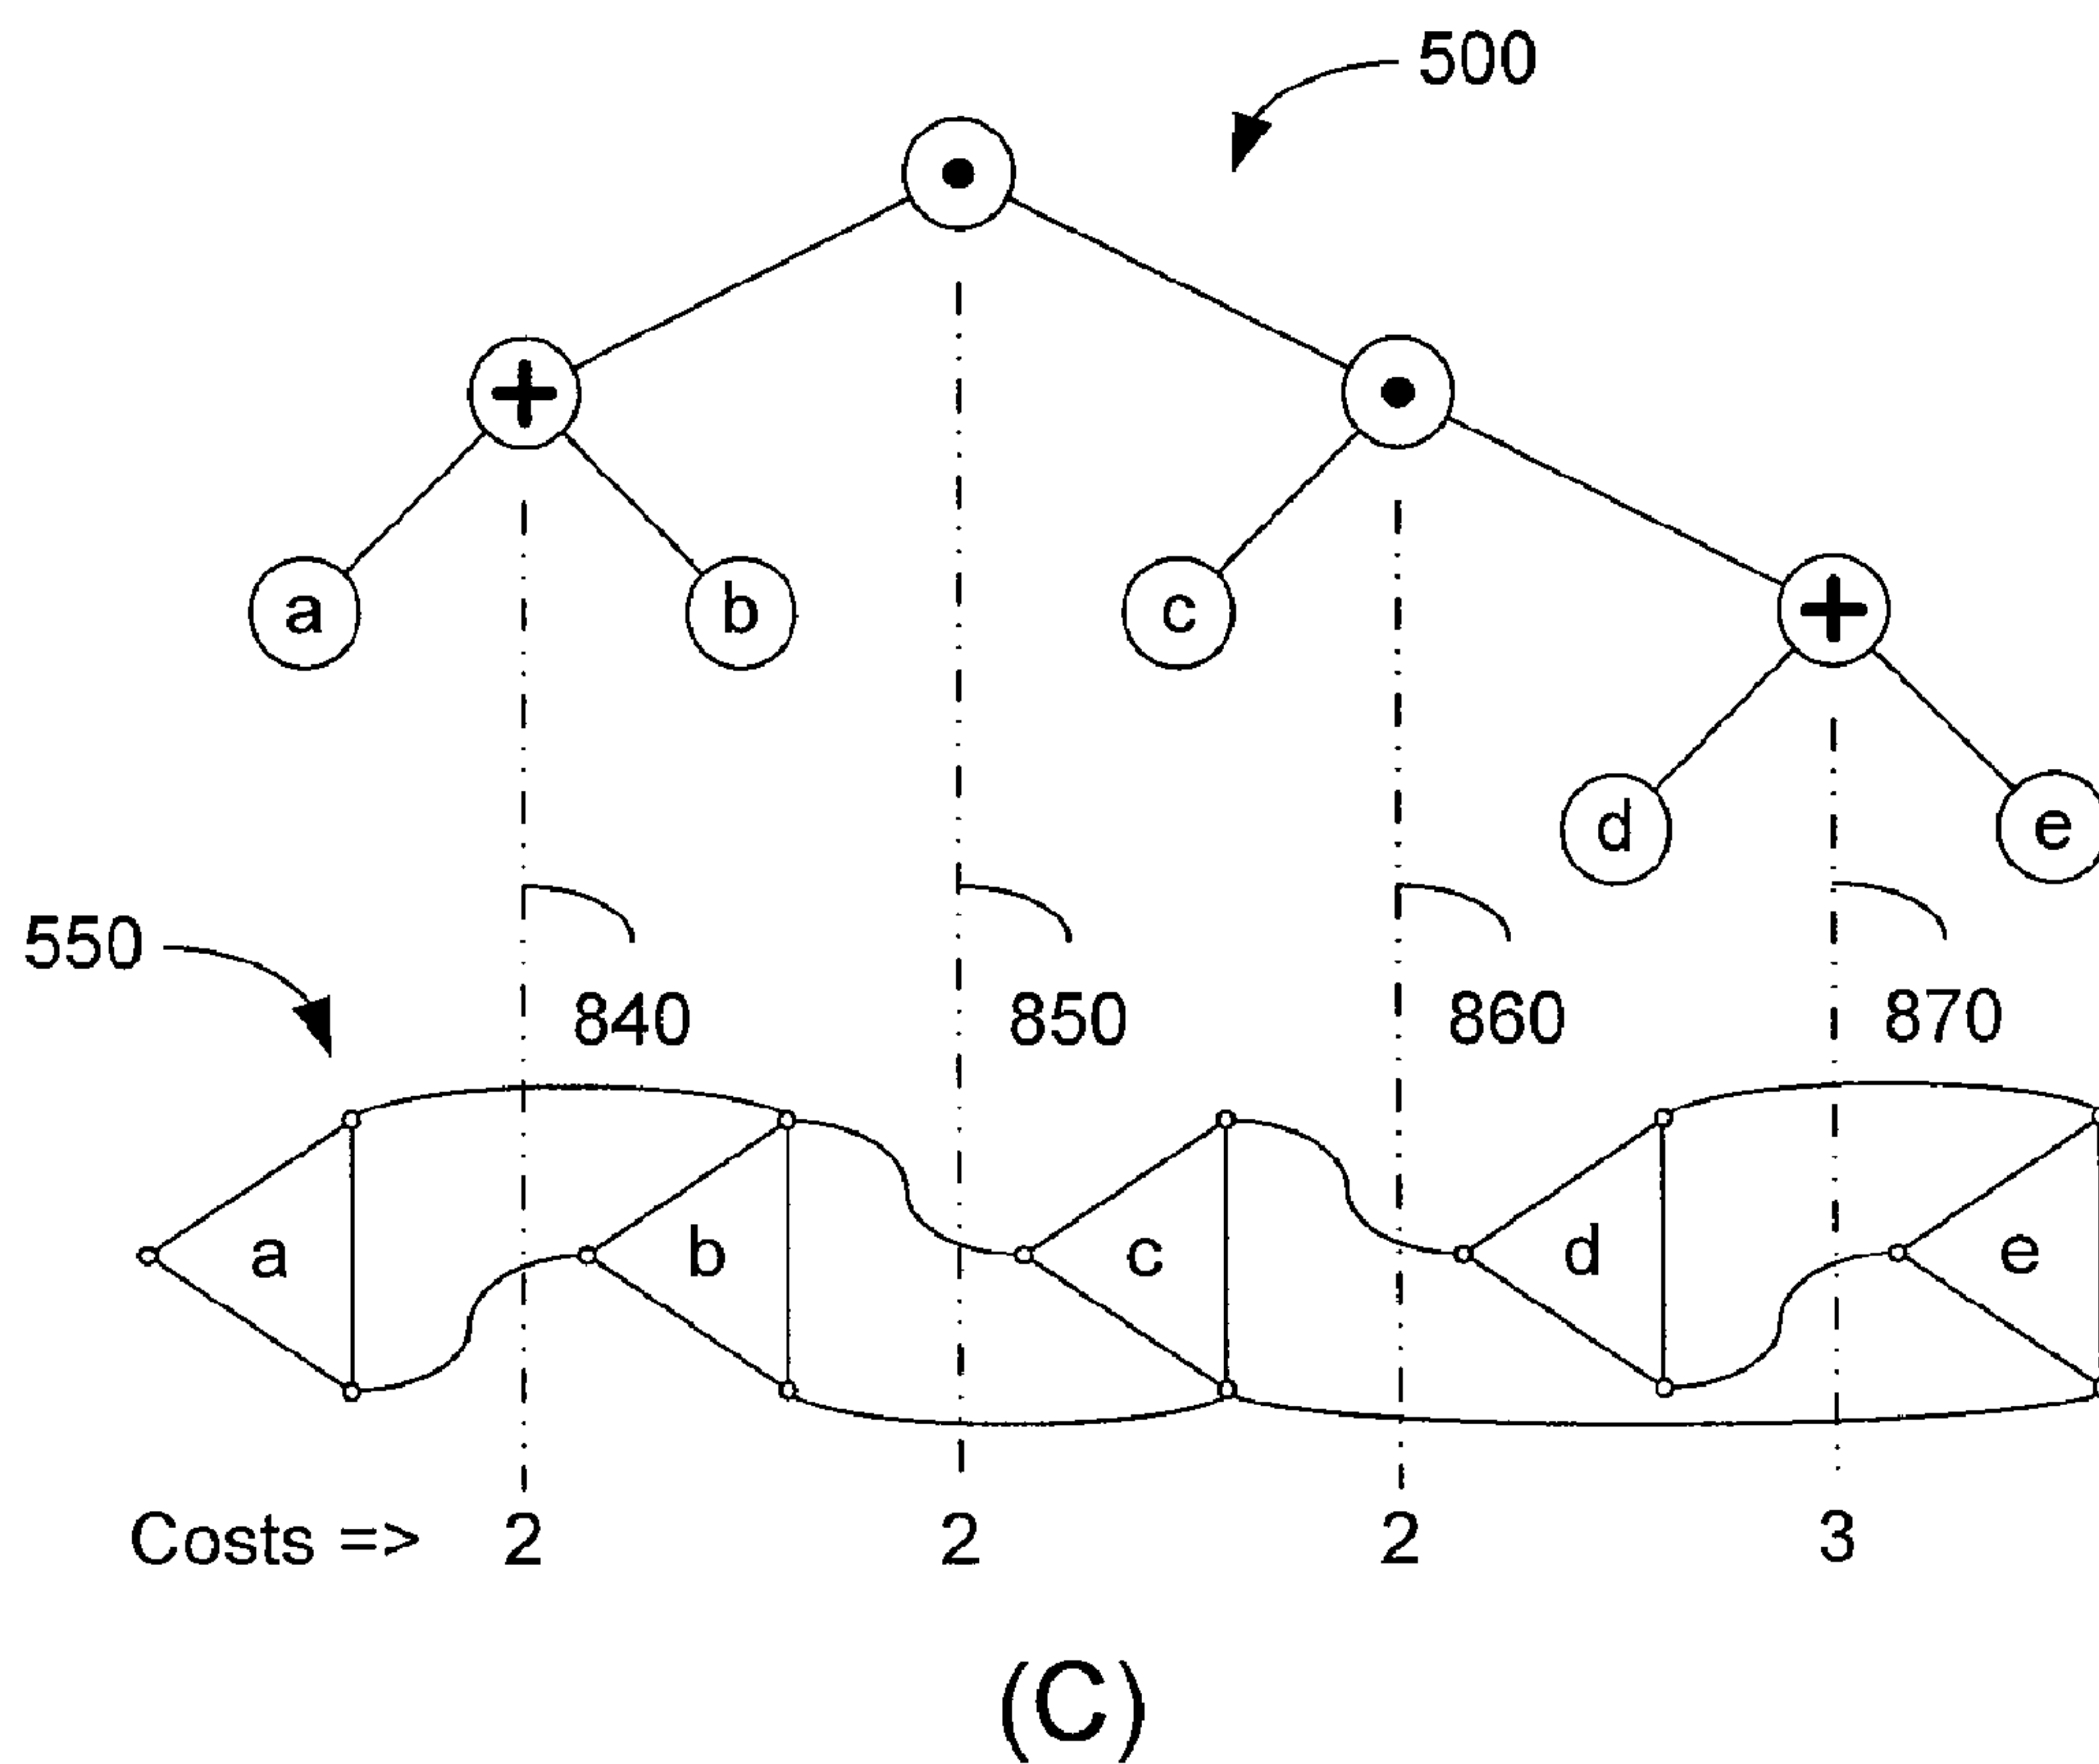 500
•
+ •
a b c +
d e
550
840 850 860 870
a b c d e
Costs => 2 2 2 3
(C)